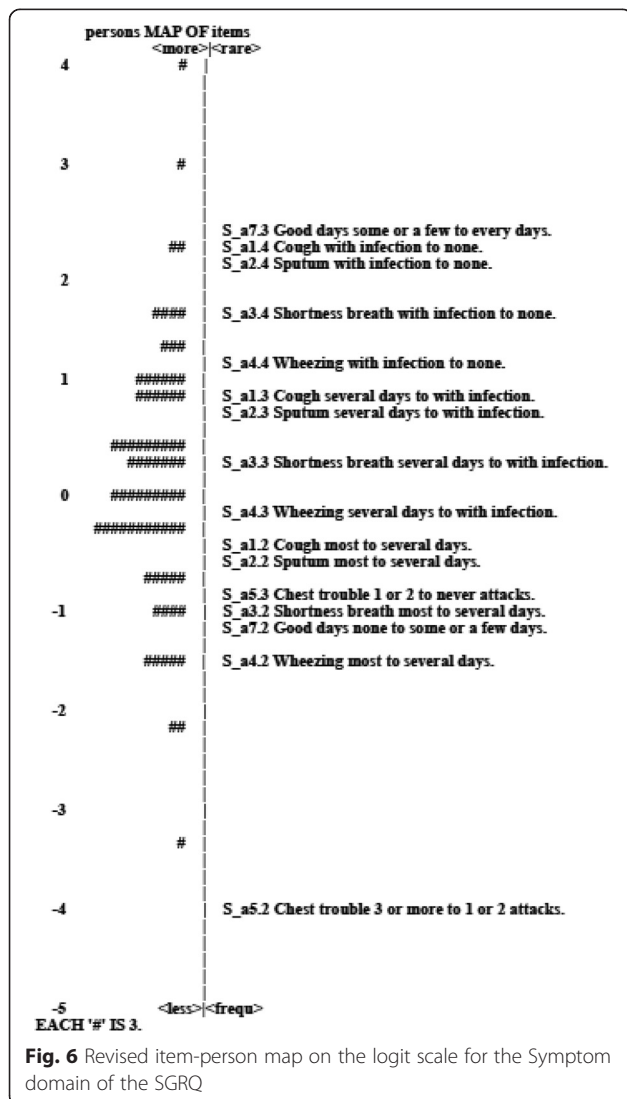 persons MAP OF items
<more>|<rare>
4 # |
3 # |
S_a7.3 Good days some or a few to every days.
## | S_a1.4 Cough with infection to none.
S_a2.4 Sputum with infection to none.
2
#### | S_a3.4 Shortness breath with infection to none.
### |
S_a4.4 Wheezing with infection to none.
1 ###### |
###### | S_a1.3 Cough several days to with infection.
S_a2.3 Sputum several days to with infection.
######### |
####### | S_a3.3 Shortness breath several days to with infection.
0 ######### |
S_a4.3 Wheezing several days to with infection.
########### |
S_a1.2 Cough most to several days.
S_a2.2 Sputum most to several days.
##### |
S_a5.3 Chest trouble 1 or 2 to never attacks.
-1 #### | S_a3.2 Shortness breath most to several days.
S_a7.2 Good days none to some or a few days.
##### | S_a4.2 Wheezing most to several days.
-2
## |
-3
# |
-4 | S_a5.2 Chest trouble 3 or more to 1 or 2 attacks.
-5 <less>|<frequ>
EACH '#' IS 3.
Fig. 6 Revised item-person map on the logit scale for the Symptom
domain of the SGRQ